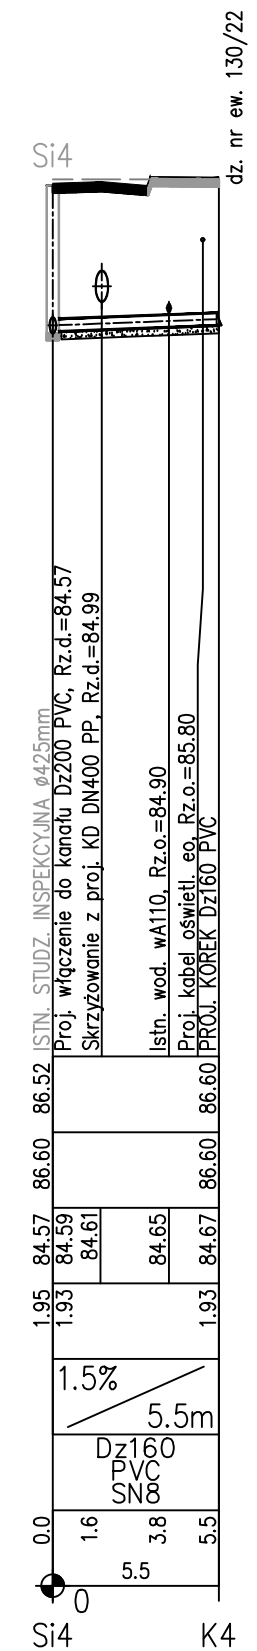 dz. nr ew. 130/22
Si4
ISTN. STUDZ. INSPEKCYJNA ø425mm
Proj. włączenie do kanału Dz200 PVC, Rz.d.=84.57
Skrzyżowanie z proj. KD DN400 PP, Rz.d.=84.99
Istn. wod. wA110, Rz.o.=84.90
Proj. kabel oświetl. eo, Rz.o.=85.80
PROJ. KOREK Dz160 PVC
86.52
86.60
86.60
86.60
84.57
84.59
84.61
84.65
84.67
1.95
1.93
1.93
1.5%
5.5m
Dz160
PVC
SN8
0.0
1.6
3.8
5.5
5.5
0
Si4
K4